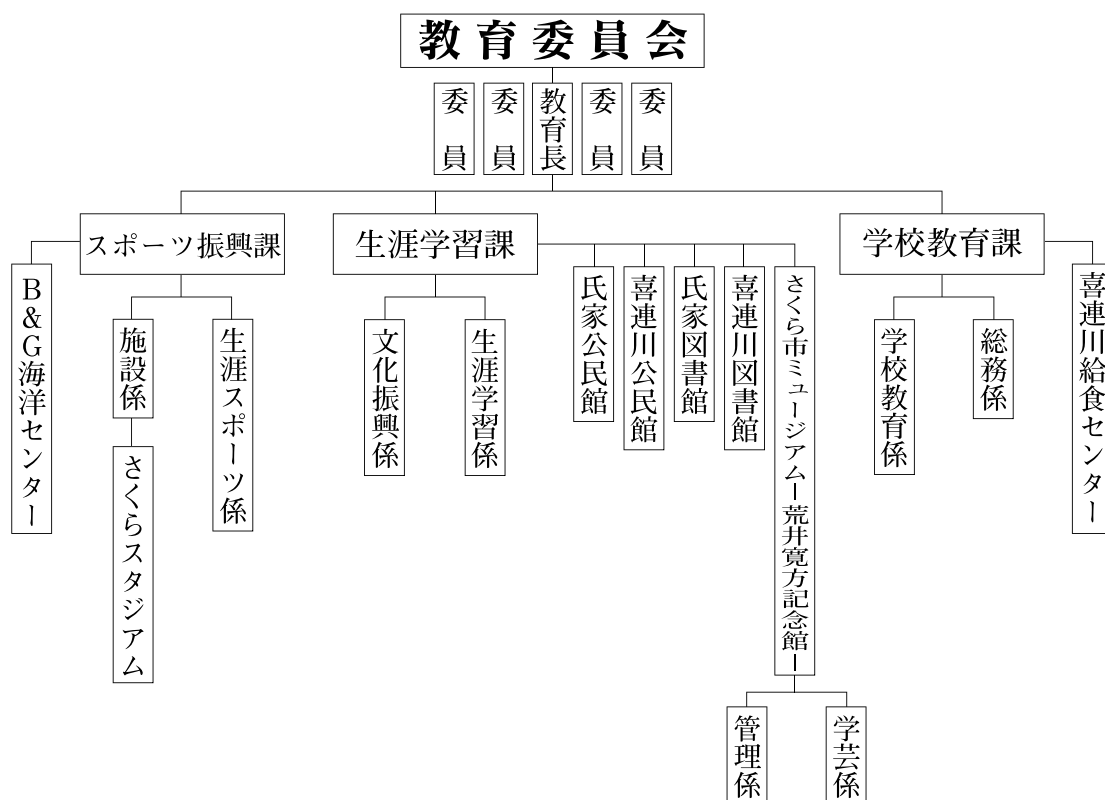 教育委員会
委員
委員
教育長
委員
委員
学校教育課
生涯学習課
スポーツ振興課
喜連川給食センター
総務係
学校教育係
さくら市ミュージアム―荒井寛方記念館―
学芸係
管理係
喜連川図書館
氏家図書館
喜連川公民館
氏家公民館
生涯学習係
文化振興係
生涯スポーツ係
施設係
さくらスタジアム
B&G海洋センター